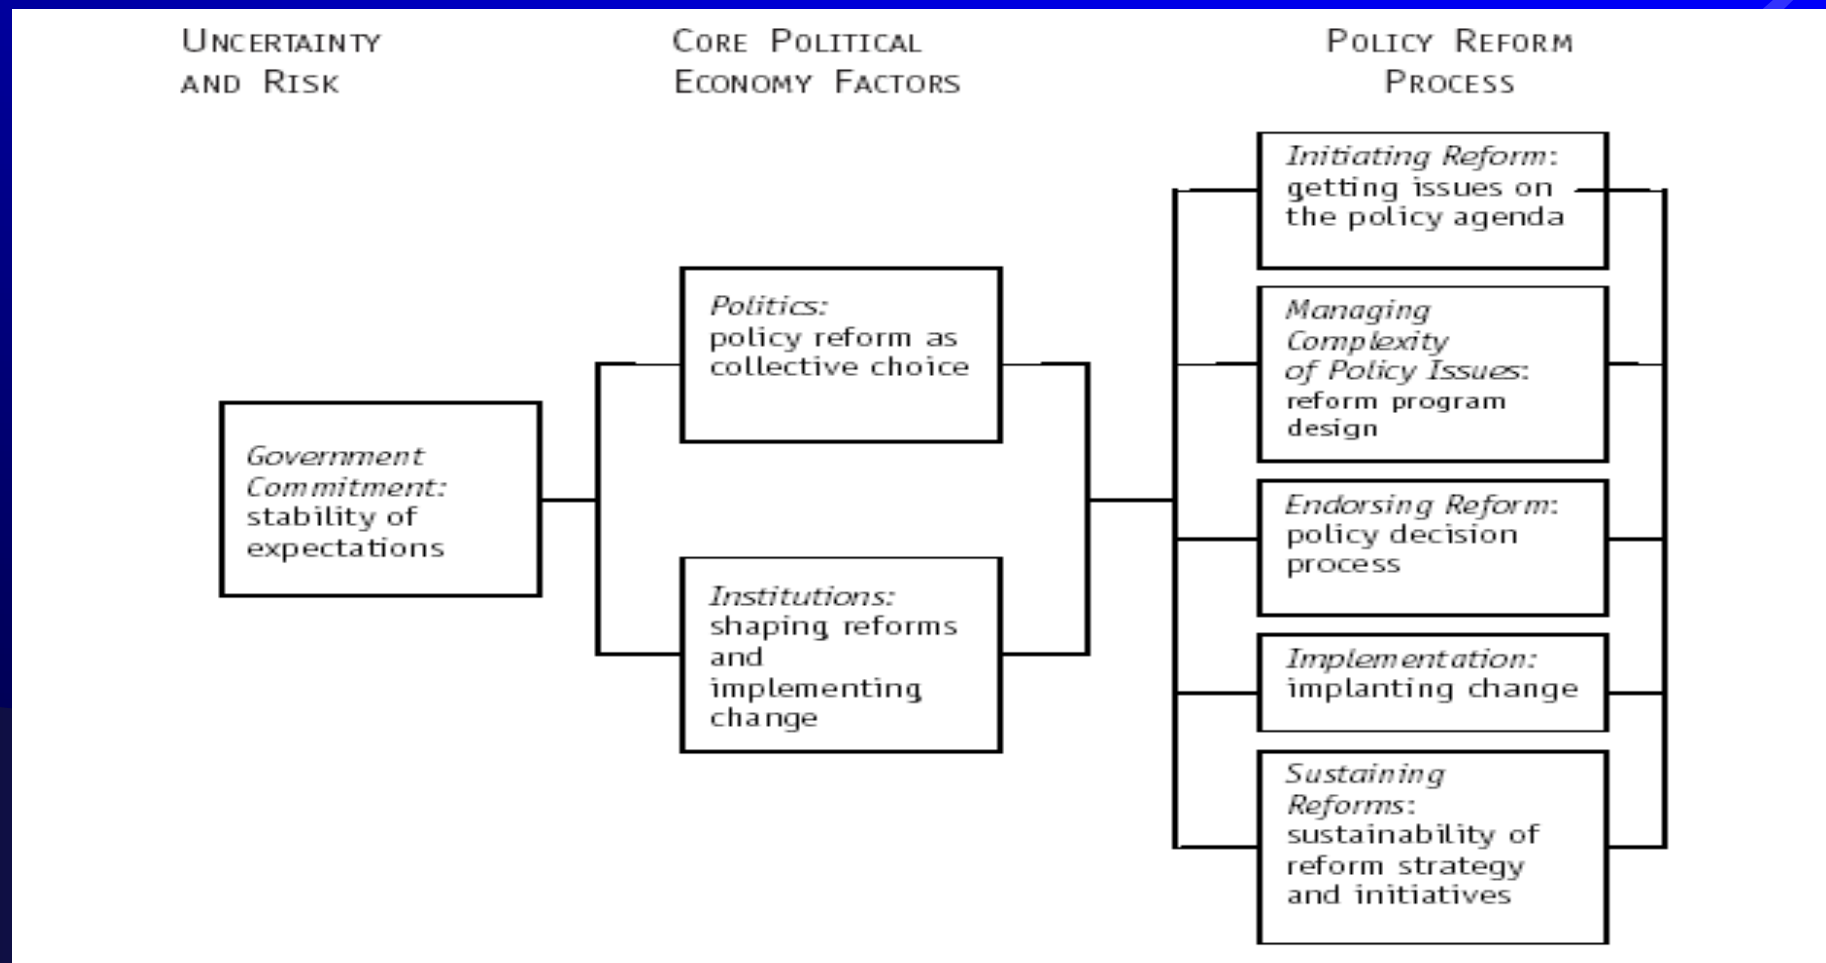 UNCERTAINTY
AND RISK
CORE POLITICAL
ECONOMY FACTORS
POLICY REFORM
PROCESS
Government
Commitment:
stability of
expectations
Politics:
policy reform as
collective choice
Institutions:
shaping reforms
and
implementing
change
Initiating Reform:
getting issues on
the policy agenda
Managing
Complexity
of Policy Issues:
reform program
design
Endorsing Reform:
policy decision
process
Implementation:
implanting change
Sustaining
Reforms:
sustainability of
reform strategy
and initiatives